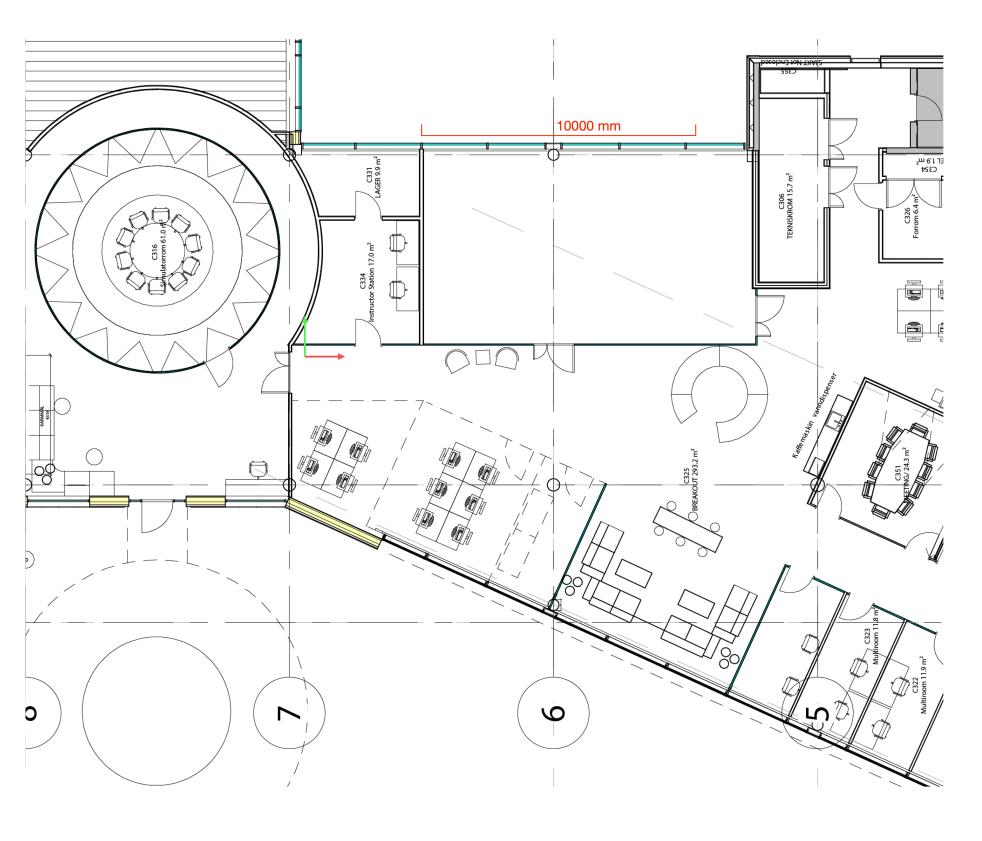 SMART Not Enclosed
C355
10000 mm
C331
LAGER 9.9 m²
C316
Simulatorrom 61.0 m²
C334
Instructor Station 17.0 m²
C306
TEKNISKROM 15.7 m²
C354
EL 1.9 m²
C326
Forrom 6.4 m²
Kaffemaskin vanndispenser
C325
BREAKOUT 293.2 m²
C351
MEETING/ 24.3 m²
C323
Multiroom 11.8 m²
C322
Multiroom 11.9 m²
8
7
6
5